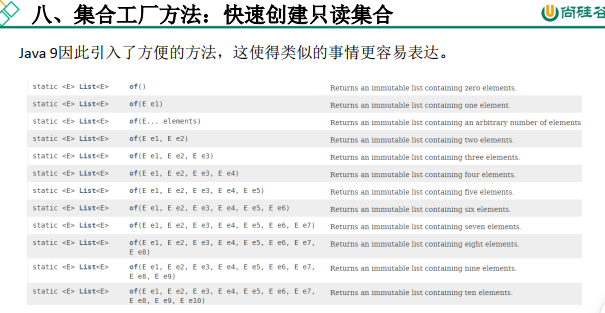 八、集合工厂方法：快速创建只读集合
尚硅谷
Java 9因此引入了方便的方法，这使得类似的事情更容易表达。
static <E> List<E> of() Returns an immutable list containing zero elements.
static <E> List<E> of(E e1) Returns an immutable list containing one element.
static <E> List<E> of(E... elements) Returns an immutable list containing an arbitrary number of elements
static <E> List<E> of(E e1, E e2) Returns an immutable list containing two elements.
static <E> List<E> of(E e1, E e2, E e3) Returns an immutable list containing three elements.
static <E> List<E> of(E e1, E e2, E e3, E e4) Returns an immutable list containing four elements.
static <E> List<E> of(E e1, E e2, E e3, E e4, E e5) Returns an immutable list containing five elements.
static <E> List<E> of(E e1, E e2, E e3, E e4, E e5, E e6) Returns an immutable list containing six elements.
static <E> List<E> of(E e1, E e2, E e3, E e4, E e5, E e6, E e7) Returns an immutable list containing seven elements.
static <E> List<E> of(E e1, E e2, E e3, E e4, E e5, E e6, E e7, Returns an immutable list containing eight elements.
E e8)
static <E> List<E> of(E e1, E e2, E e3, E e4, E e5, E e6, E e7, Returns an immutable list containing nine elements.
E e8, E e9)
static <E> List<E> of(E e1, E e2, E e3, E e4, E e5, E e6, E e7, Returns an immutable list containing ten elements.
E e8, E e9, E e10)